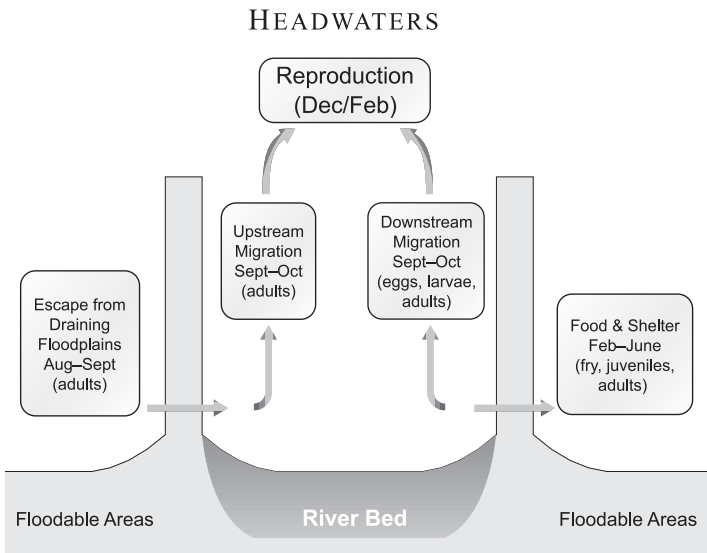 HEADWATERS
Reproduction
(Dec/Feb)
Upstream
Migration
Sept–Oct
(adults)
Downstream
Migration
Sept–Oct
(eggs, larvae,
adults)
Escape from
Draining
Floodplains
Aug–Sept
(adults)
Food & Shelter
Feb–June
(fry, juveniles,
adults)
Floodable Areas
River Bed
Floodable Areas